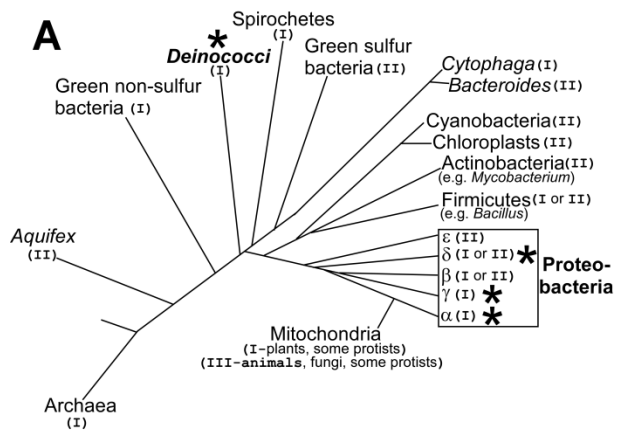 A
Spirochetes
(I)
*
Deinococci
(I)
Green sulfur
bacteria (II)
Green non-sulfur
bacteria (I)
Cytophaga (I)
Bacteroides (II)
Cyanobacteria (II)
Chloroplasts (II)
Actinobacteria (II)
(e.g. Mycobacterium)
Firmicutes (I or II)
(e.g. Bacillus)
Aquifex
(II)
ε (II)
δ (I or II) *
β (I or II)
γ (I) *
α (I) *
Proteo-
bacteria
Mitochondria
(I-plants, some protists)
(III-animals, fungi, some protists)
Archaea
(I)